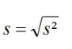 s = √s²